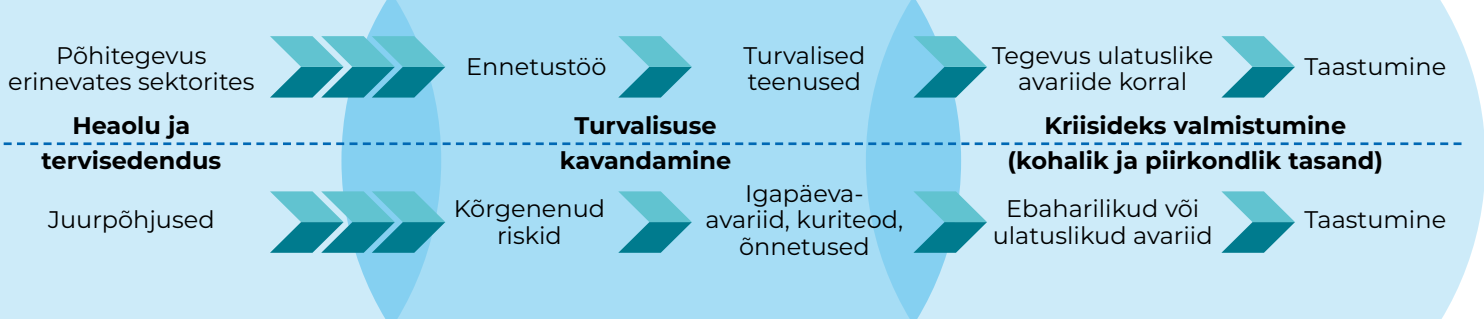 Põhitegevus
erinevates sektorites
Ennetustöö
Turvalised
teenused
Tegevus ulatuslike
avariide korral
Taastumine
Heaolu ja
tervisedendus
Turvalisuse
kavandamine
Kriisideks valmistumine
(kohalik ja piirkondlik tasand)
Juurpõhjused
Kõrgenenud
riskid
Igapäeva-
avariid, kuriteod,
õnnetused
Ebaharilikud või
ulatuslikud avariid
Taastumine